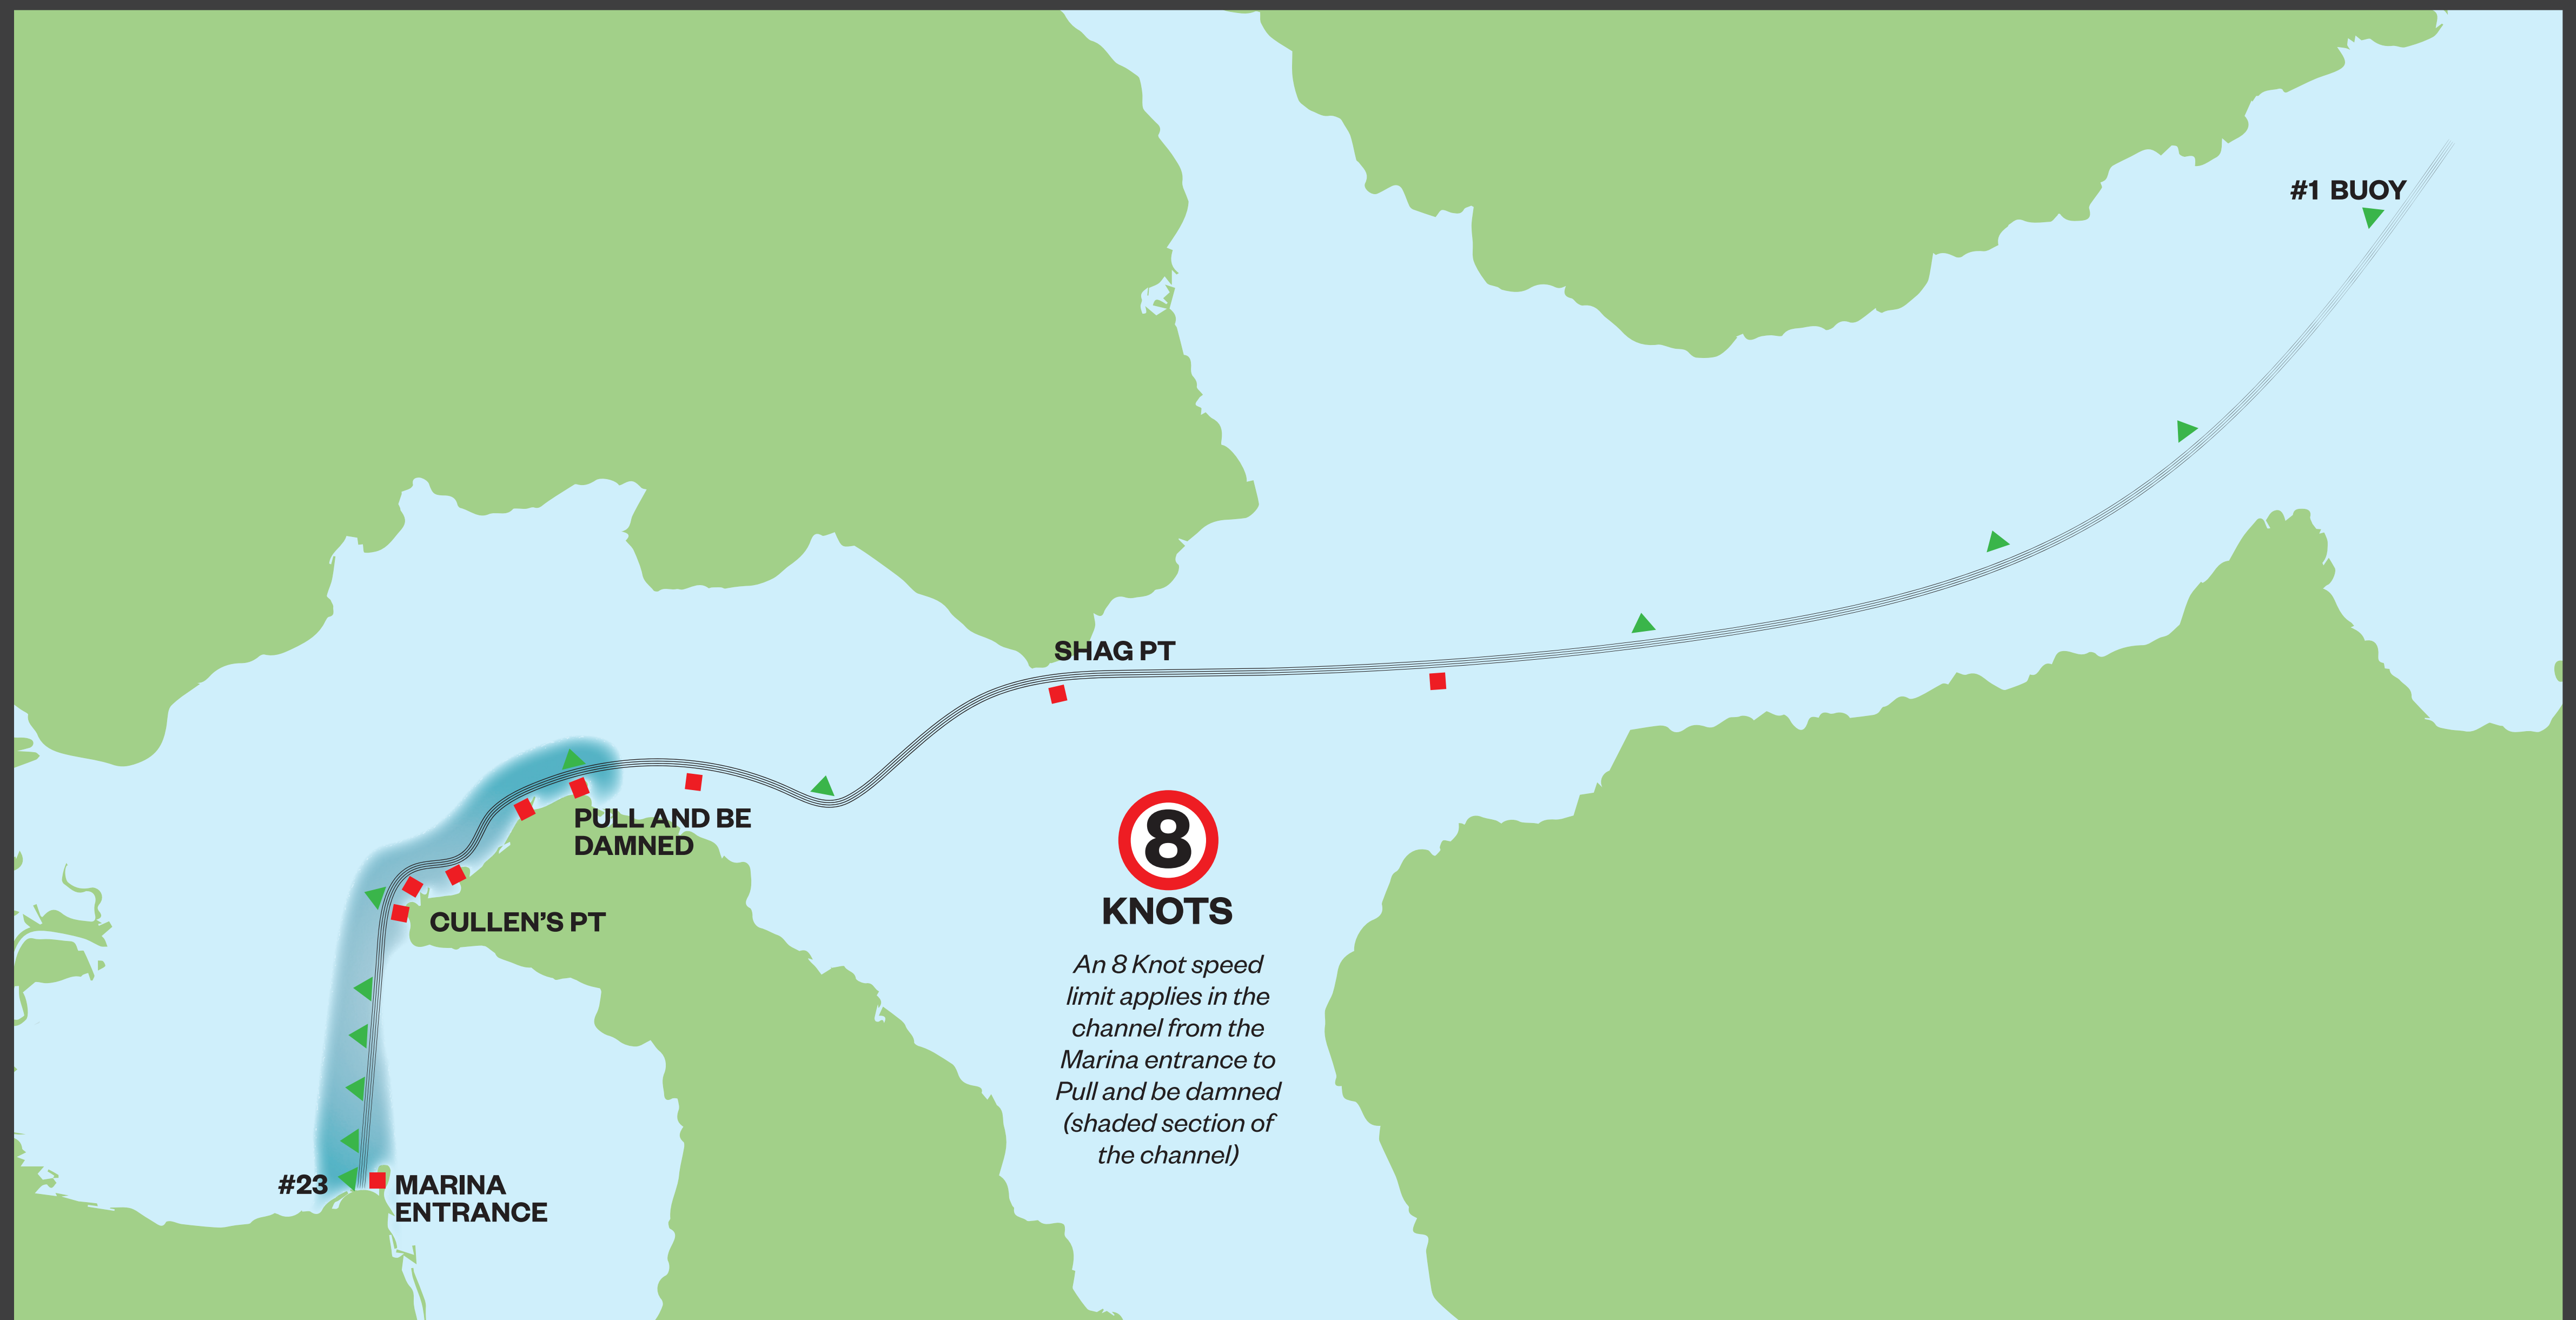 #1 BUOY
SHAG PT
PULL AND BE
DAMNED
CULLEN'S PT
8
KNOTS
An 8 Knot speed
limit applies in the
channel from the
Marina entrance to
Pull and be damned
(shaded section of
the channel)
#23
MARINA
ENTRANCE